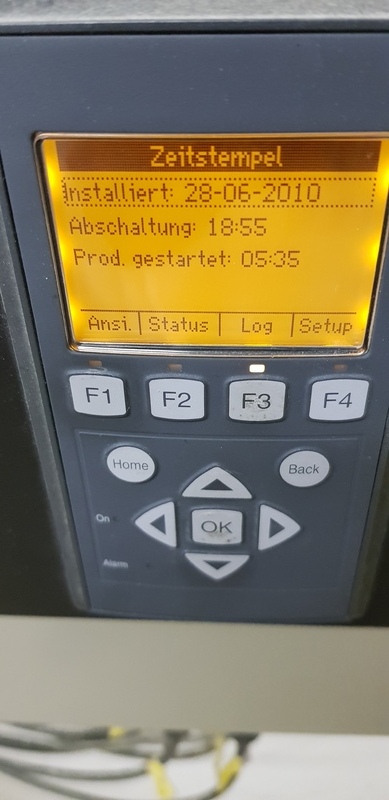 Zeitstempel
Installiert: 28-06-2010
Abschaltung: 18:55
Prod. gestartet: 05:35
Ansi. Status Log Setup
F1 F2 F3 F4
Home Back
On
OK
Alarm